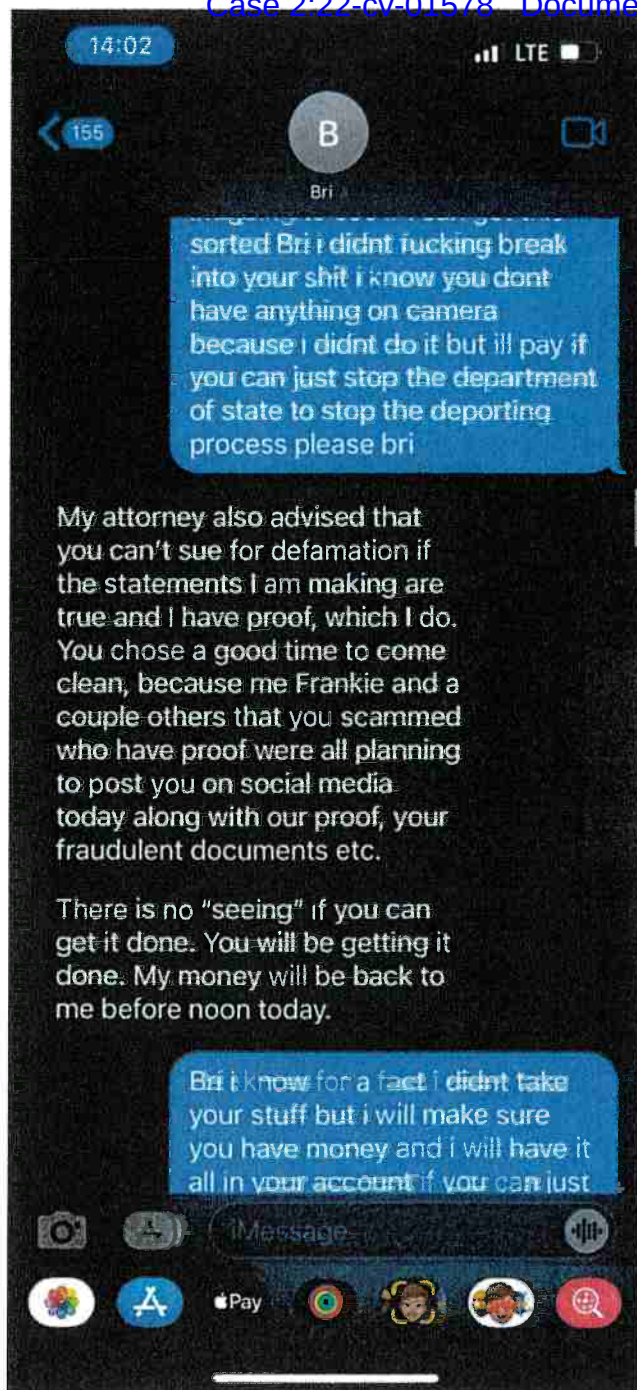 Case 2:22-cv-01578 Docume
14:02
LTE
155
B
Bri
sorted Bri i didnt fucking break
into your shit i know you dont
have anything on camera
because i didnt do it but ill pay if
you can just stop the department
of state to stop the deporting
process please bri
My attorney also advised that
you can't sue for defamation if
the statements I am making are
true and I have proof, which I do.
You chose a good time to come
clean, because me Frankie and a
couple others that you scammed
who have proof were all planning
to post you on social media
today along with our proof, your
fraudulent documents etc.
There is no "seeing" if you can
get it done. You will be getting it
done. My money will be back to
me before noon today.
Bri i know for a fact i didnt take
your stuff but i will make sure
you have money and i will have it
all in your account if you can just
iMessage
Pay